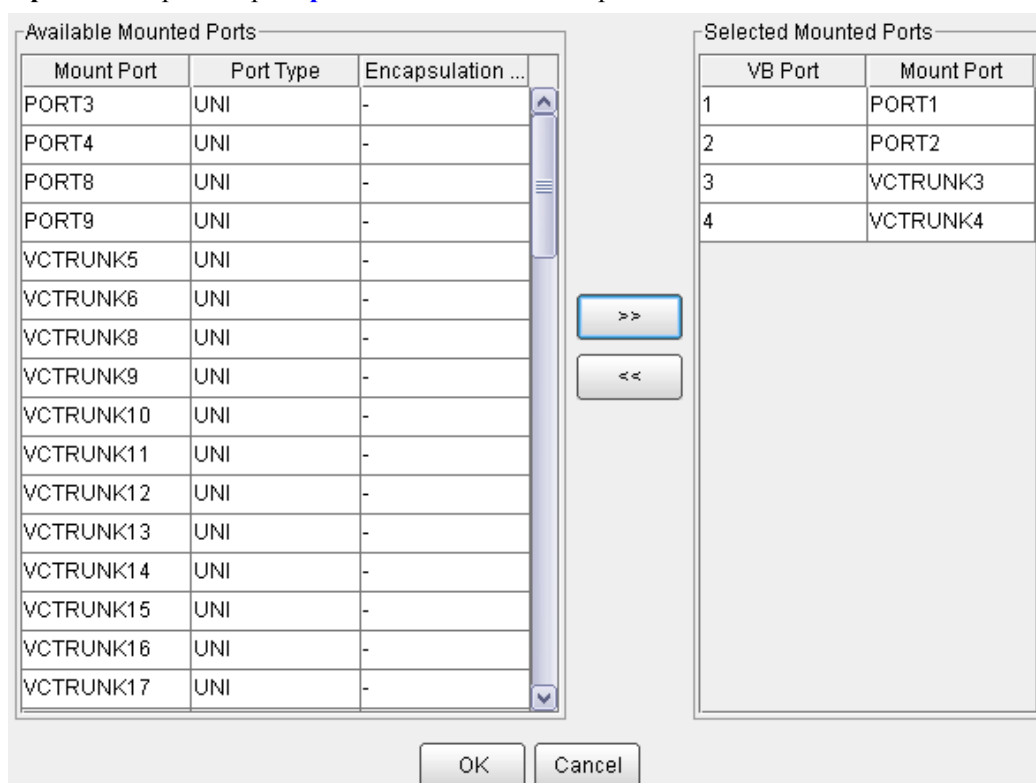 Available Mounted Ports
Mount Port Port Type Encapsulation ...
PORT3 UNI -
PORT4 UNI -
PORT8 UNI -
PORT9 UNI -
VCTRUNK5 UNI -
VCTRUNK6 UNI -
VCTRUNK8 UNI -
VCTRUNK9 UNI -
VCTRUNK10 UNI -
VCTRUNK11 UNI -
VCTRUNK12 UNI -
VCTRUNK13 UNI -
VCTRUNK14 UNI -
VCTRUNK15 UNI -
VCTRUNK16 UNI -
VCTRUNK17 UNI -
>>
<<
Selected Mounted Ports
VB Port Mount Port
1 PORT1
2 PORT2
3 VCTRUNK3
4 VCTRUNK4
OK Cancel